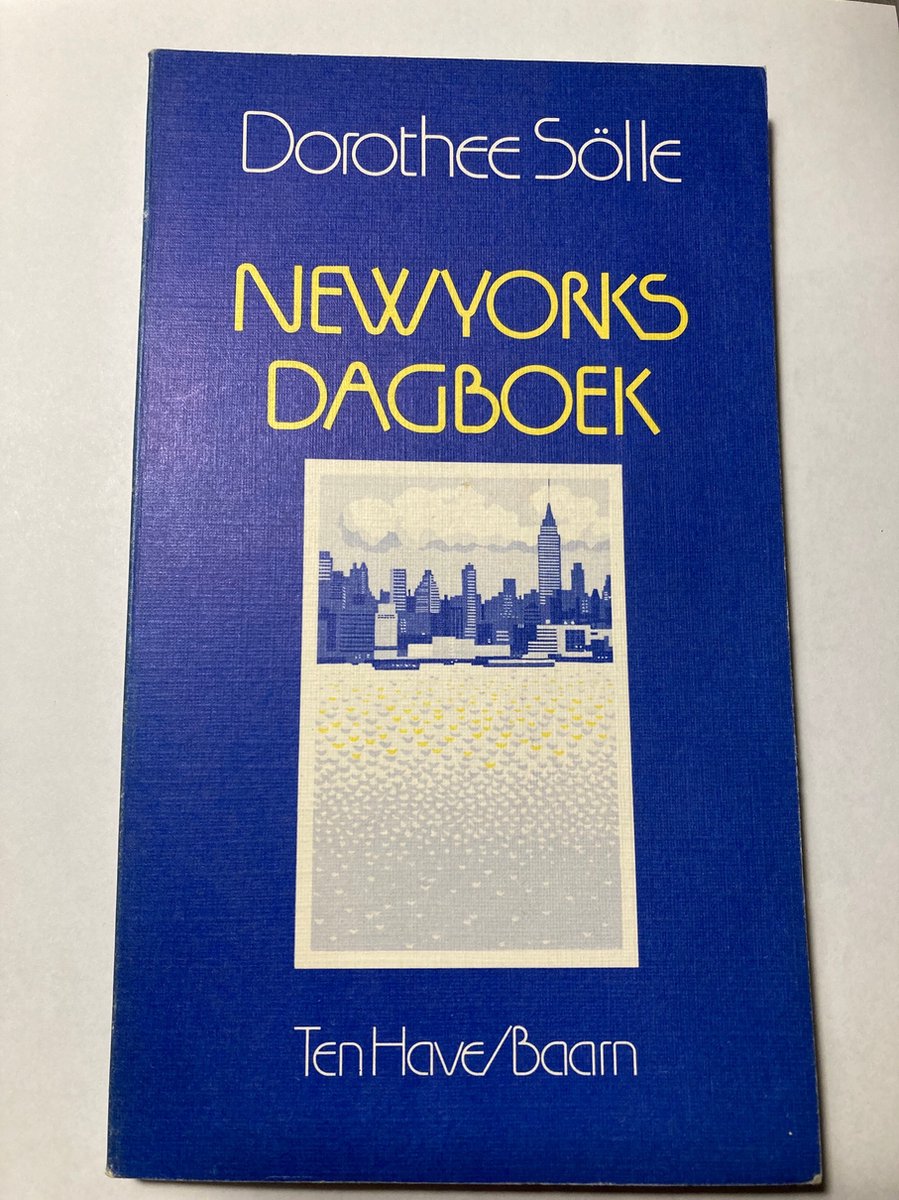 Dorothee Sölle
NEWYORKS
DAGBOEK
Ten Have/Baarn